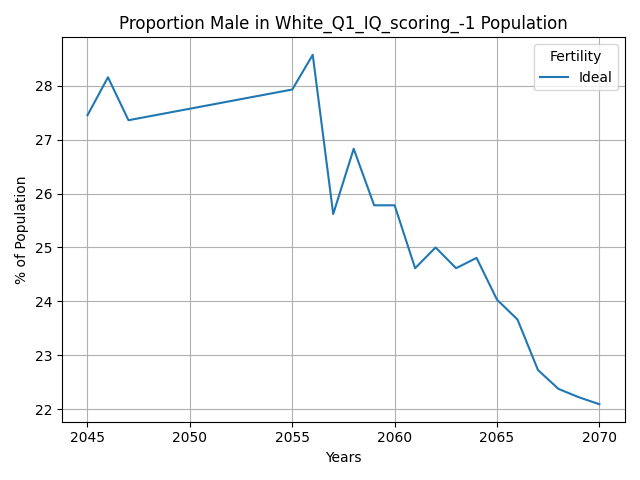 Proportion Male in White_Q1_IQ_scoring_-1 Population
Fertility
Ideal
% of Population
28
27
26
25
24
23
22
2045
2050
2055
2060
2065
2070
Years